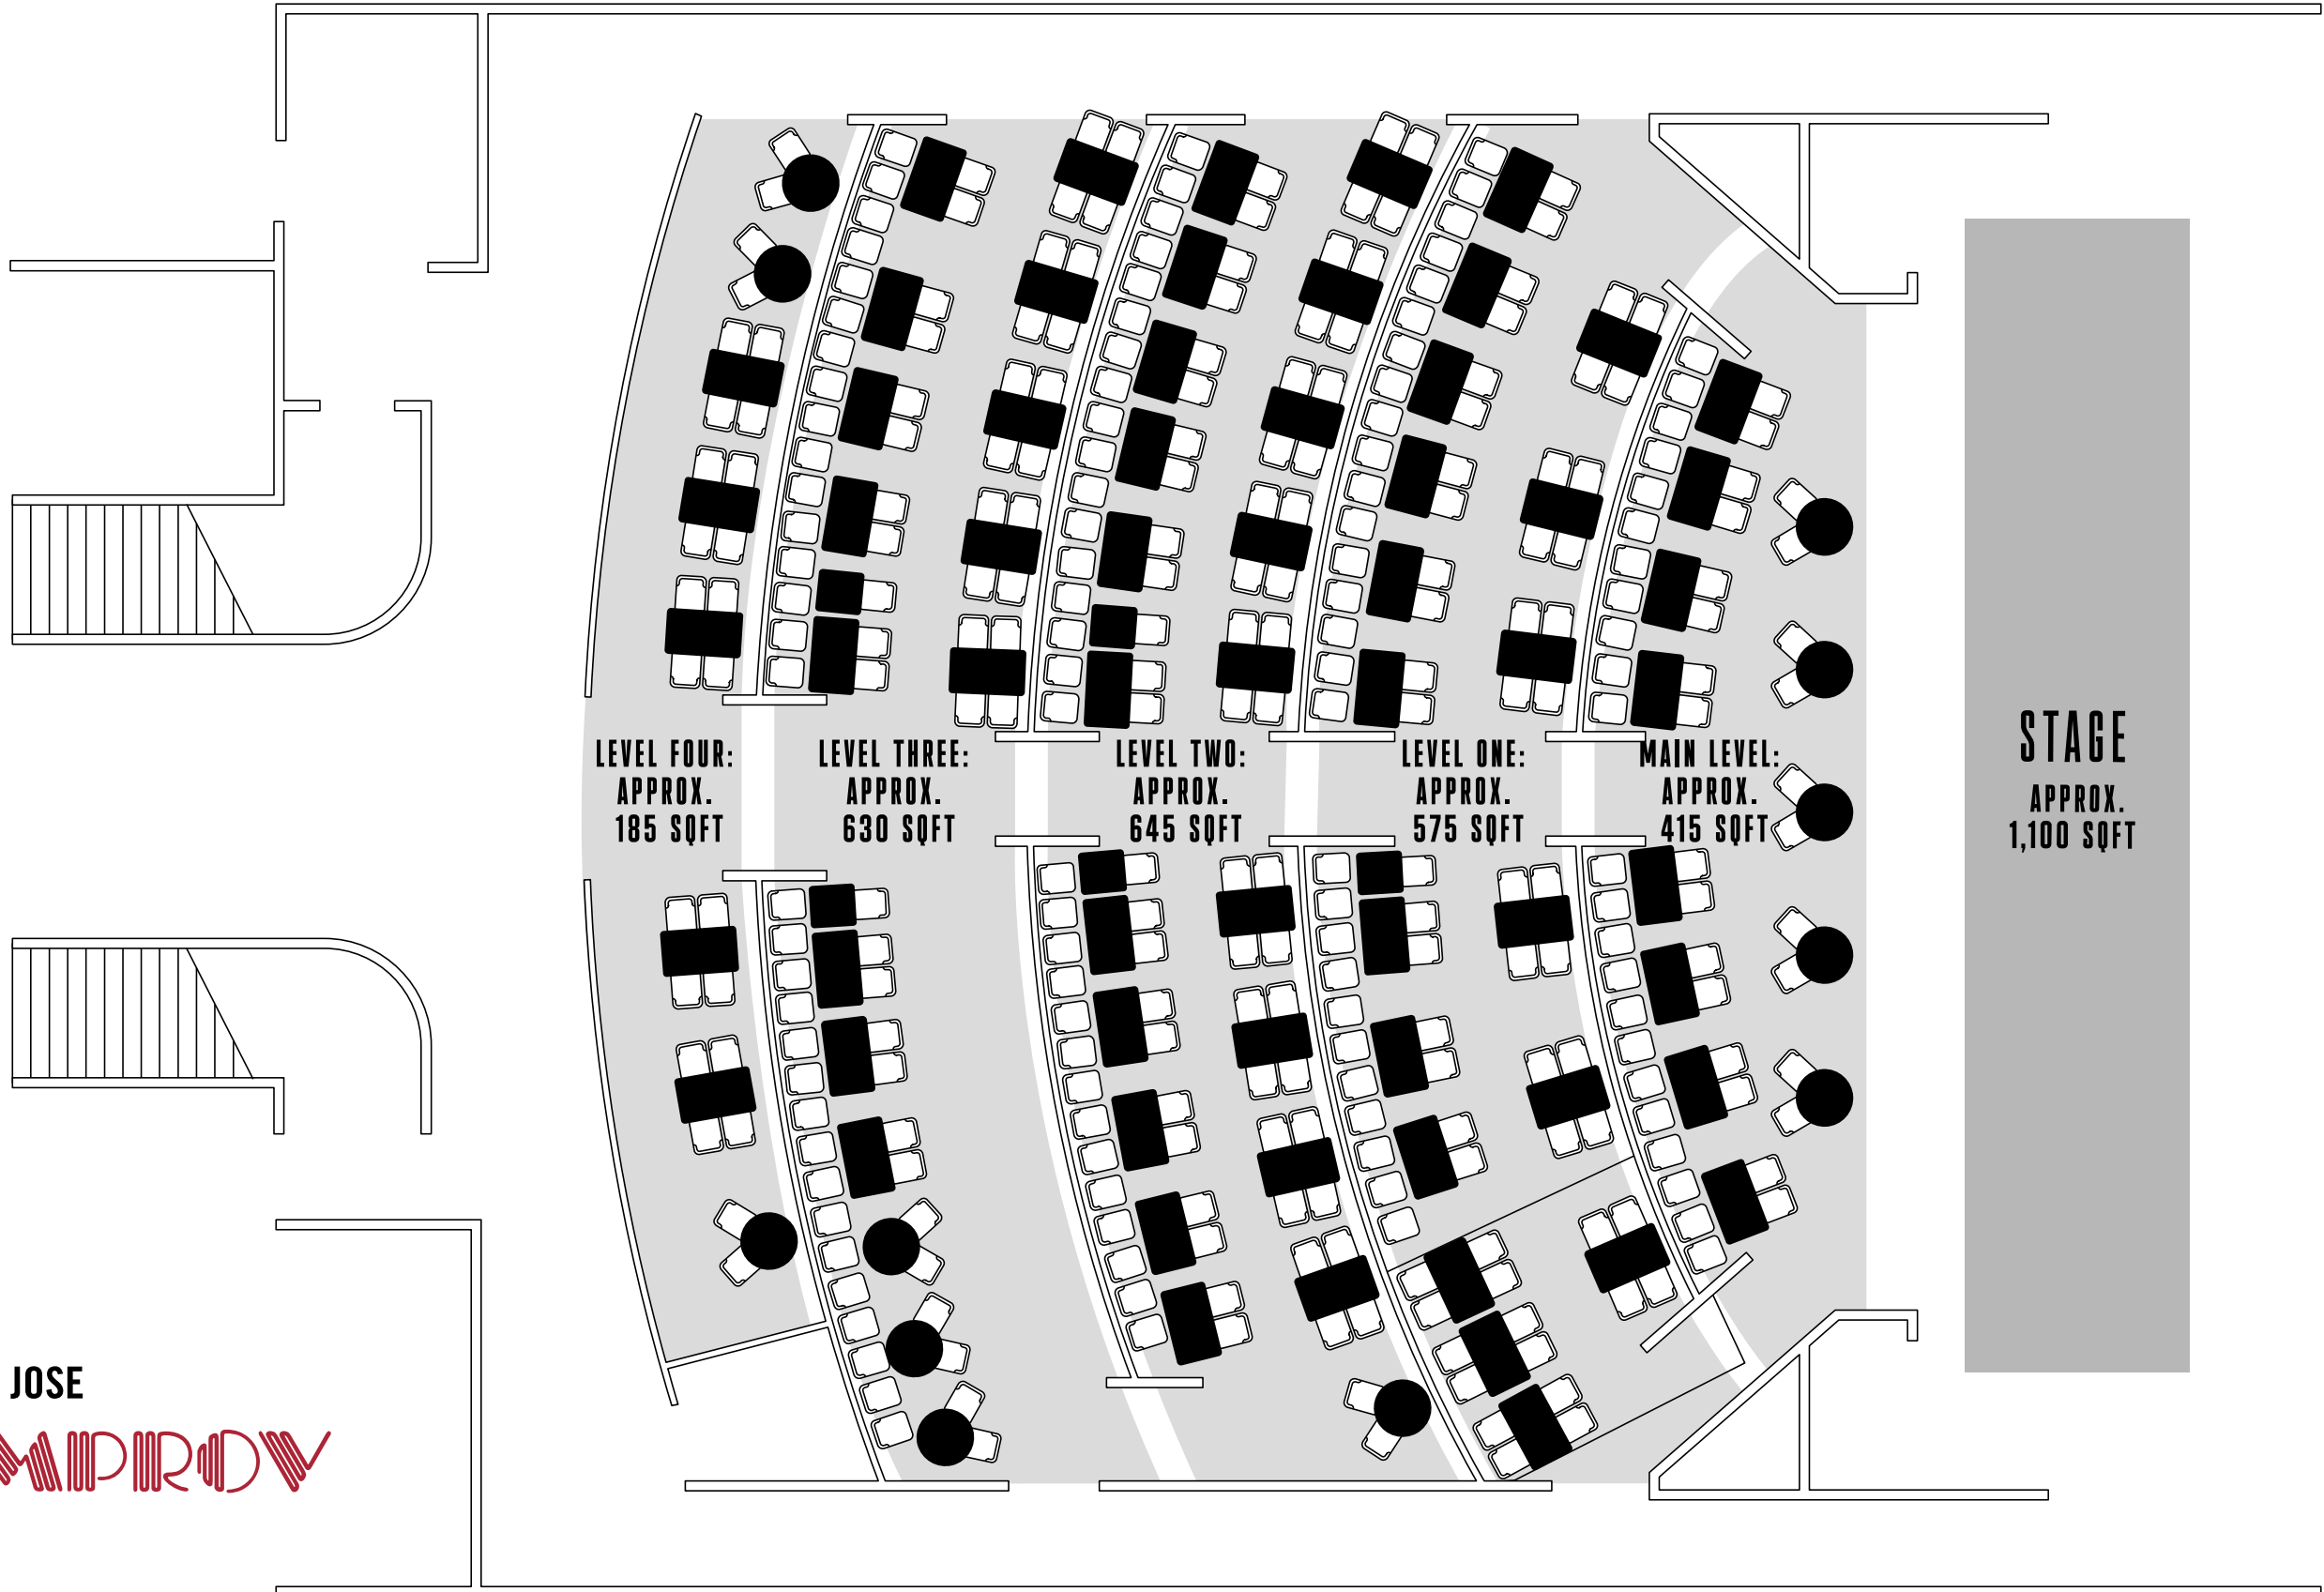 LEVEL FOUR:
APPROX.
185 SQFT
LEVEL THREE:
APPROX.
630 SQFT
LEVEL TWO:
APPROX.
645 SQFT
LEVEL ONE:
APPROX.
575 SQFT
MAIN LEVEL:
APPROX.
415 SQFT
STAGE
APPROX.
1,100 SQFT
JOSE
MPROV